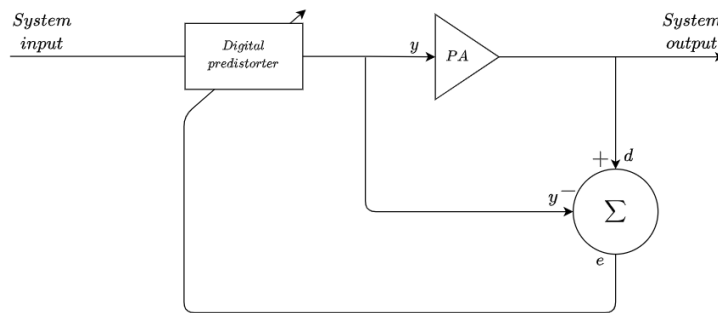 System
input
Digital
predistorter
y
PA
System
output
+
d
y
−
Σ
e